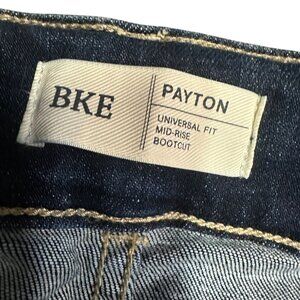 BKE
PAYTON
UNIVERSAL FIT
MID-RISE
BOOTCUT